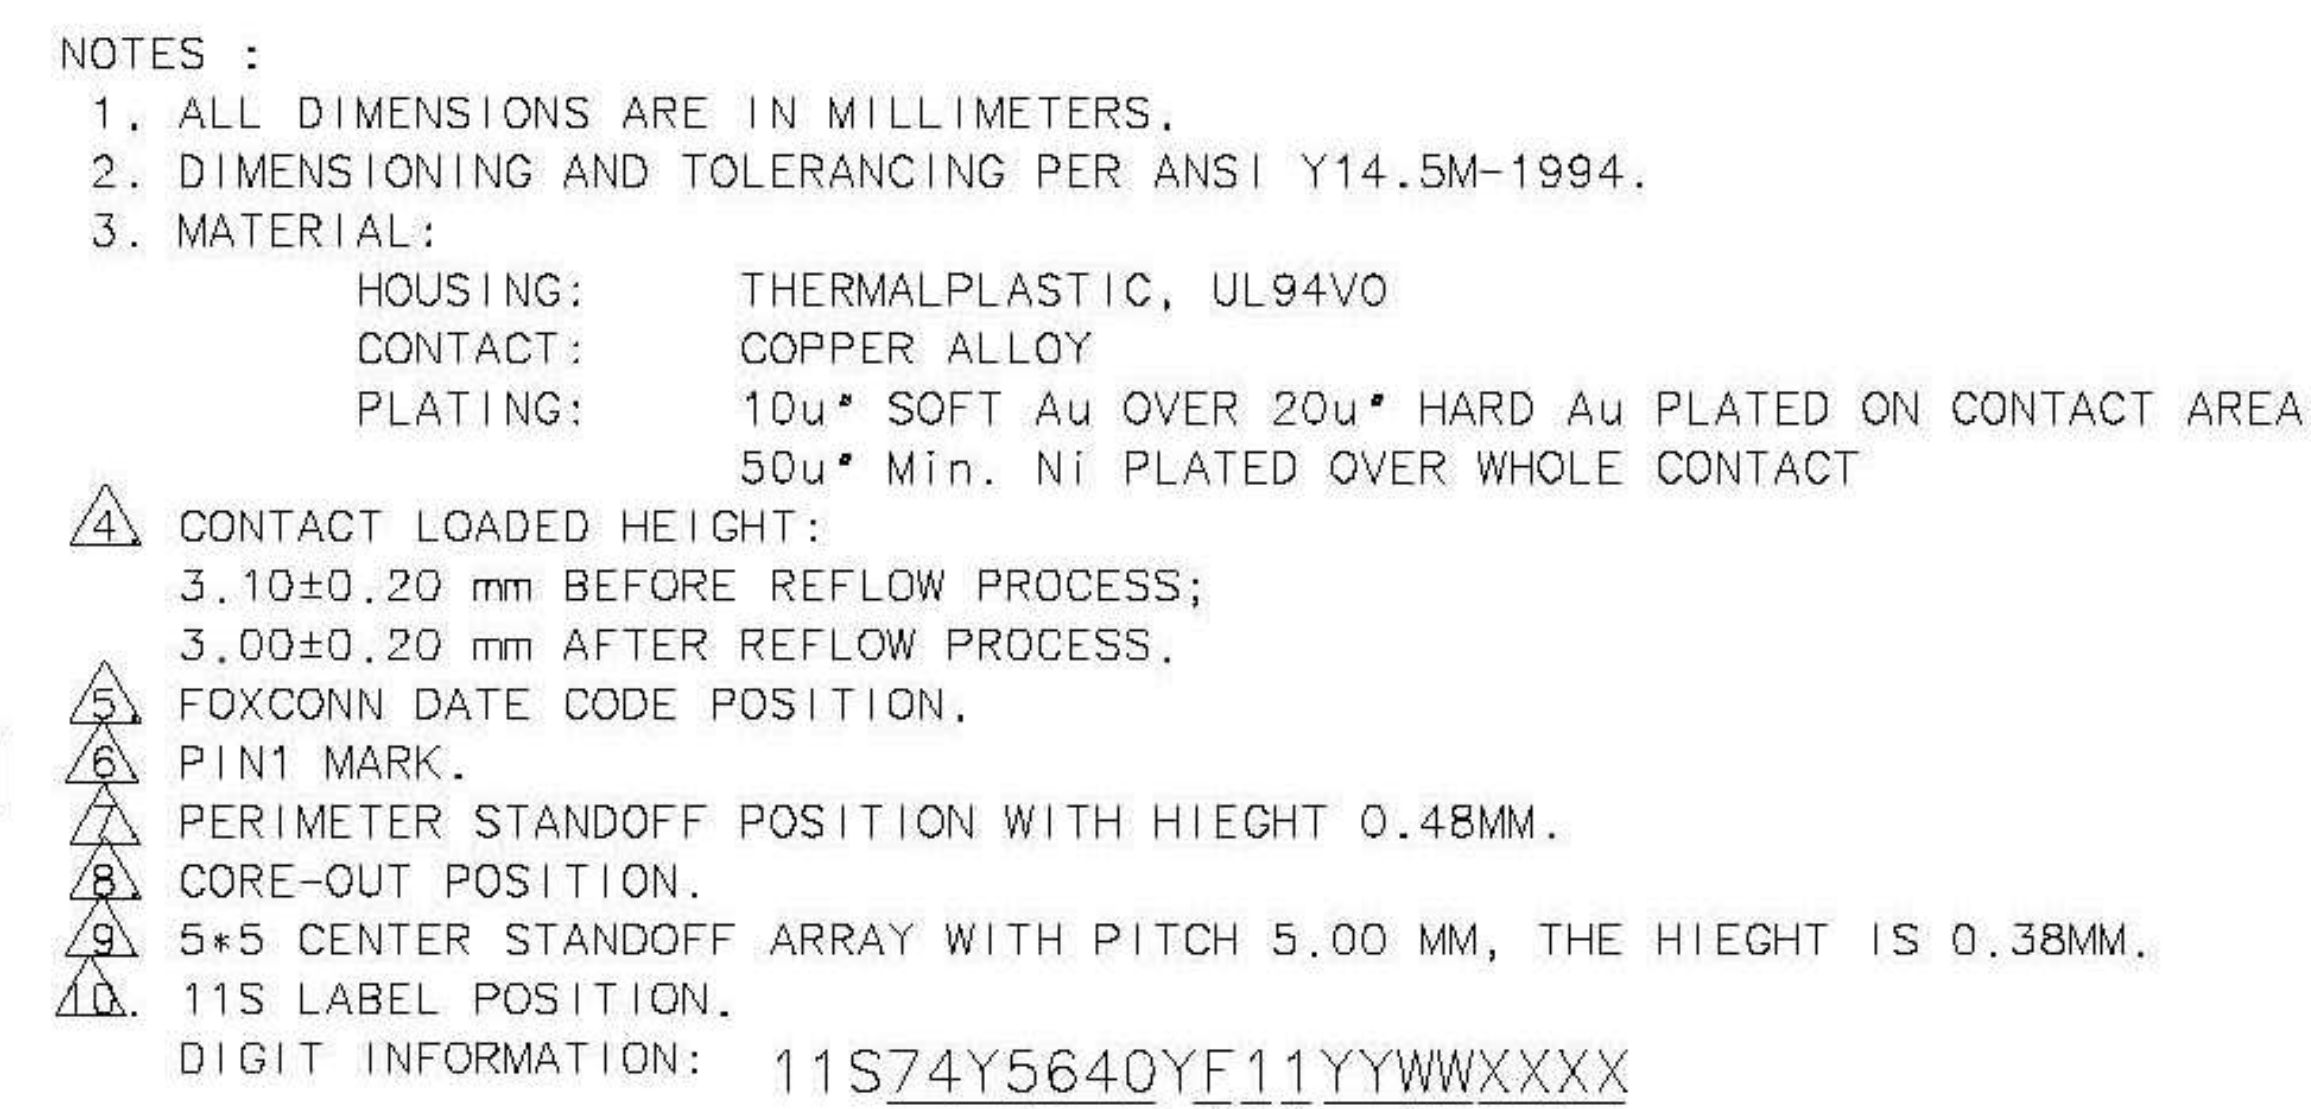 NOTES :
1. ALL DIMENSIONS ARE IN MILLIMETERS.
2. DIMENSIONING AND TOLERANCING PER ANSI Y14.5M-1994.
3. MATERIAL:
HOUSING: THERMALPLASTIC, UL94V0
CONTACT: COPPER ALLOY
PLATING: 10u" SOFT Au OVER 20u" HARD Au PLATED ON CONTACT AREA
50u" Min. Ni PLATED OVER WHOLE CONTACT
4. CONTACT LOADED HEIGHT:
3.10±0.20 mm BEFORE REFLOW PROCESS;
3.00±0.20 mm AFTER REFLOW PROCESS.
5. FOXCONN DATE CODE POSITION.
6. PIN1 MARK.
7. PERIMETER STANDOFF POSITION WITH HIEGHT 0.48MM.
8. CORE-OUT POSITION.
9. 5*5 CENTER STANDOFF ARRAY WITH PITCH 5.00 MM, THE HIEGHT IS 0.38MM.
10. 11S LABEL POSITION.
DIGIT INFORMATION: 11S74Y5640YF11YYWWXXXX